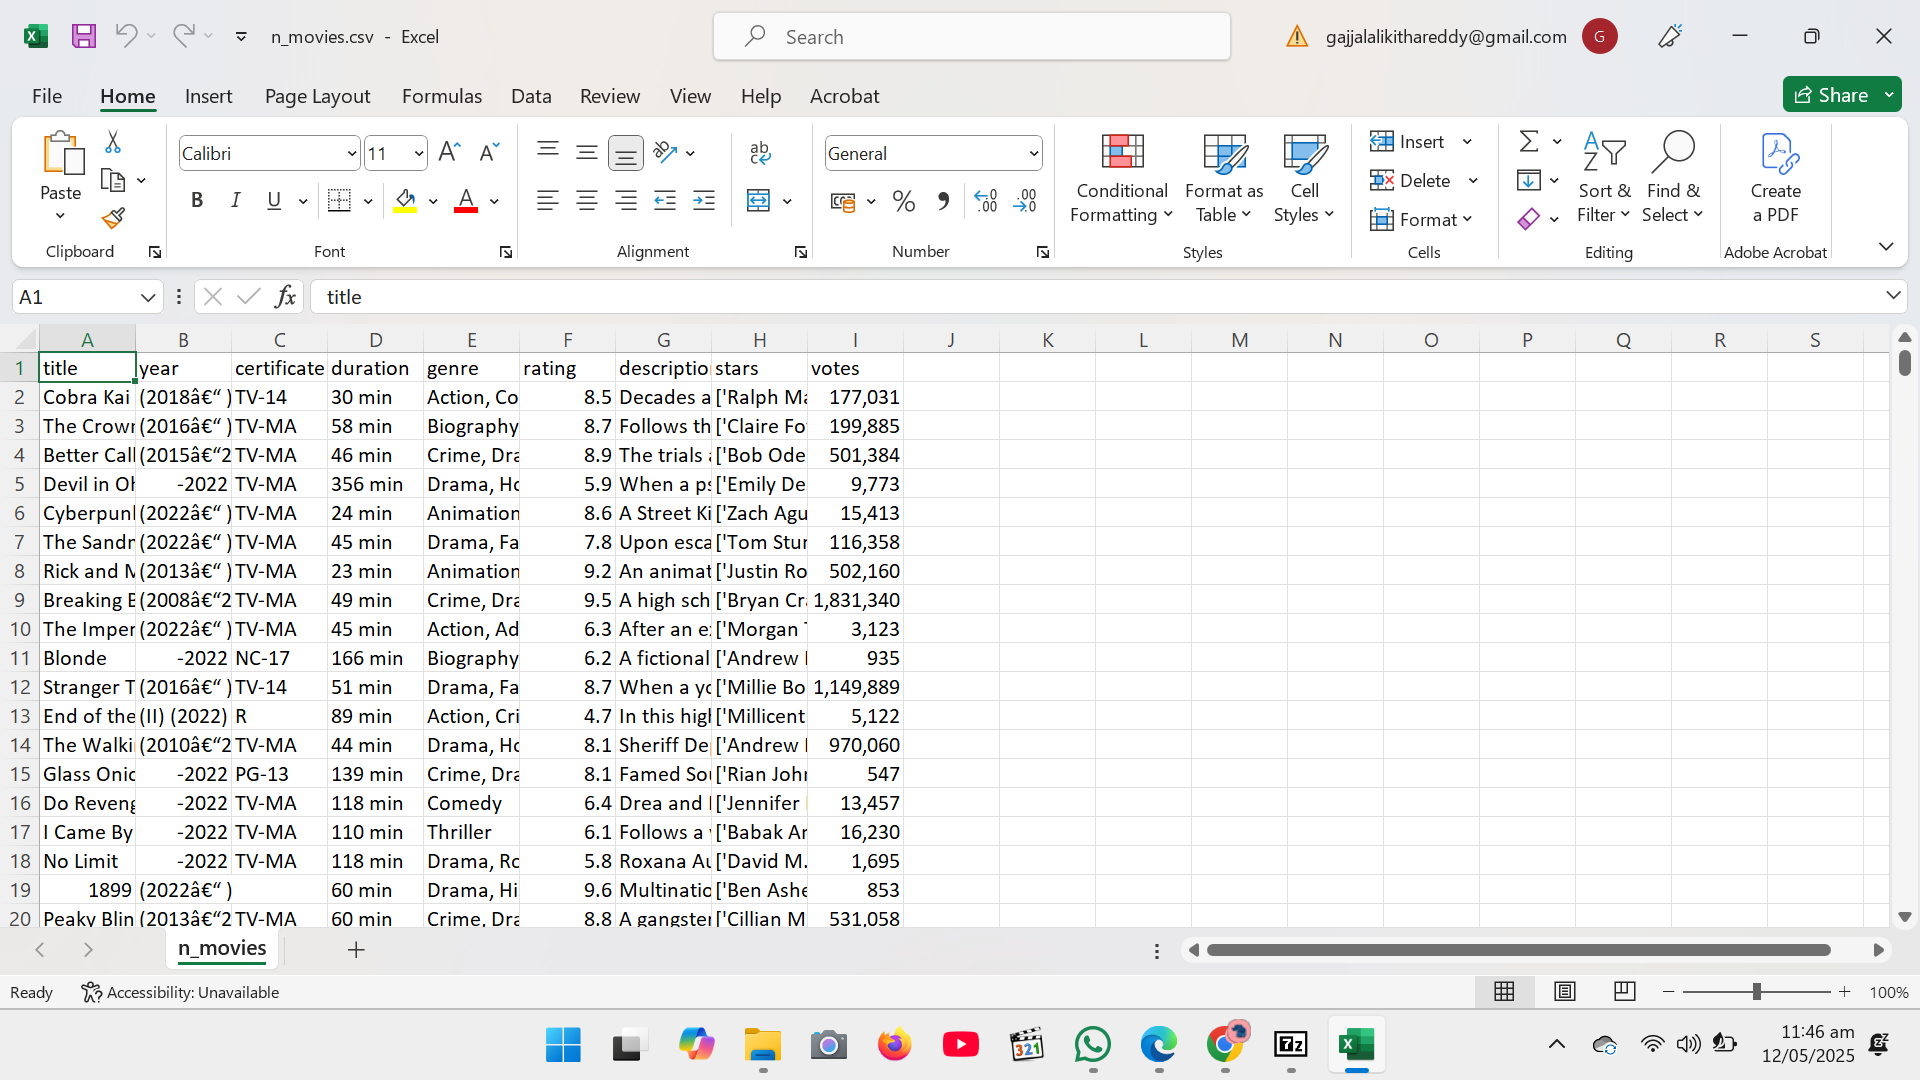 n_movies.csv - Excel
Search
gajjalalikithareddy@gmail.com
G
File Home Insert Page Layout Formulas Data Review View Help Acrobat
Share
Paste
Clipboard
Calibri 11
B I U
Font
ab
Alignment
General
% .00 .00
Number
Conditional Formatting
Format as Table
Cell Styles
Styles
Insert
Delete
Format
Cells
Sort & Filter
Find & Select
Editing
Create a PDF
Adobe Acrobat
A1 fx title
A B C D E F G H I J K L M N O P Q R S
1 title year certificate duration genre rating descriptio stars votes
2 Cobra Kai (2018â€“ ) TV-14 30 min Action, Co 8.5 Decades a ['Ralph Ma 177,031
3 The Crown (2016â€“ ) TV-MA 58 min Biography 8.7 Follows th ['Claire Fo 199,885
4 Better Call (2015â€“2 TV-MA 46 min Crime, Dra 8.9 The trials a ['Bob Ode 501,384
5 Devil in Oh -2022 TV-MA 356 min Drama, Ho 5.9 When a ps ['Emily De 9,773
6 Cyberpunk (2022â€“ ) TV-MA 24 min Animation 8.6 A Street Ki ['Zach Agu 15,413
7 The Sandm (2022â€“ ) TV-MA 45 min Drama, Fa 7.8 Upon esca ['Tom Stur 116,358
8 Rick and M (2013â€“ ) TV-MA 23 min Animation 9.2 An animat ['Justin Ro 502,160
9 Breaking B (2008â€“2 TV-MA 49 min Crime, Dra 9.5 A high sch ['Bryan Cra 1,831,340
10 The Imper (2022â€“ ) TV-MA 45 min Action, Ad 6.3 After an e ['Morgan T 3,123
11 Blonde -2022 NC-17 166 min Biography 6.2 A fictional ['Andrew 935
12 Stranger T (2016â€“ ) TV-14 51 min Drama, Fa 8.7 When a yo ['Millie Bo 1,149,889
13 End of the (II) (2022) R 89 min Action, Cri 4.7 In this high ['Millicent 5,122
14 The Walki (2010â€“2 TV-MA 44 min Drama, Ho 8.1 Sheriff De ['Andrew 970,060
15 Glass Onio -2022 PG-13 139 min Crime, Dra 8.1 Famed Sou ['Rian John 547
16 Do Reveng -2022 TV-MA 118 min Comedy 6.4 Drea and ['Jennifer 13,457
17 I Came By -2022 TV-MA 110 min Thriller 6.1 Follows a ['Babak An 16,230
18 No Limit -2022 TV-MA 118 min Drama, Ro 5.8 Roxana Au ['David M. 1,695
19 1899 (2022â€“ ) 60 min Drama, Hi 9.6 Multinatio ['Ben Ashe 853
20 Peaky Blin (2013â€“2 TV-MA 60 min Crime, Dra 8.8 A gangster ['Cillian M 531,058
n_movies
Ready Accessibility: Unavailable 100%
321
7z
11:46 am
12/05/2025